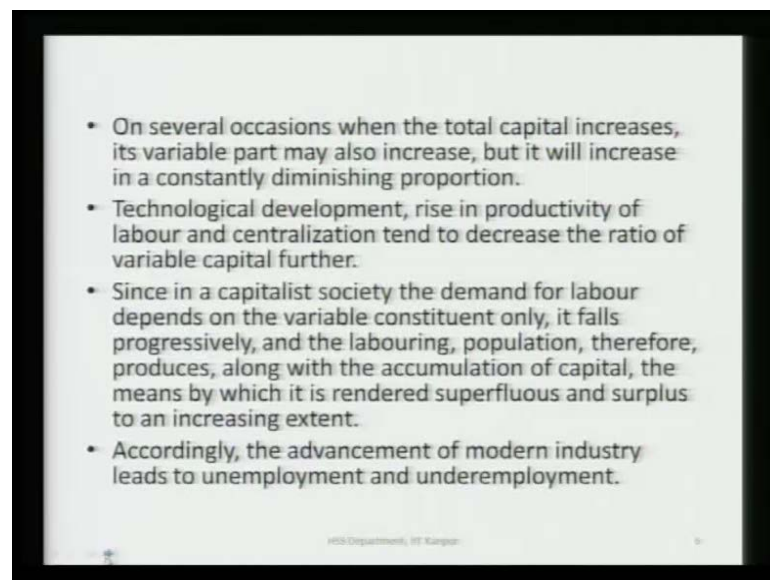 • On several occasions when the total capital increases,
its variable part may also increase, but it will increase
in a constantly diminishing proportion.
• Technological development, rise in productivity of
labour and centralization tend to decrease the ratio of
variable capital further.
• Since in a capitalist society the demand for labour
depends on the variable constituent only, it falls
progressively, and the labouring, population, therefore,
produces, along with the accumulation of capital, the
means by which it is rendered superfluous and surplus
to an increasing extent.
• Accordingly, the advancement of modern industry
leads to unemployment and underemployment.
HSS Department, IIT Kanpur